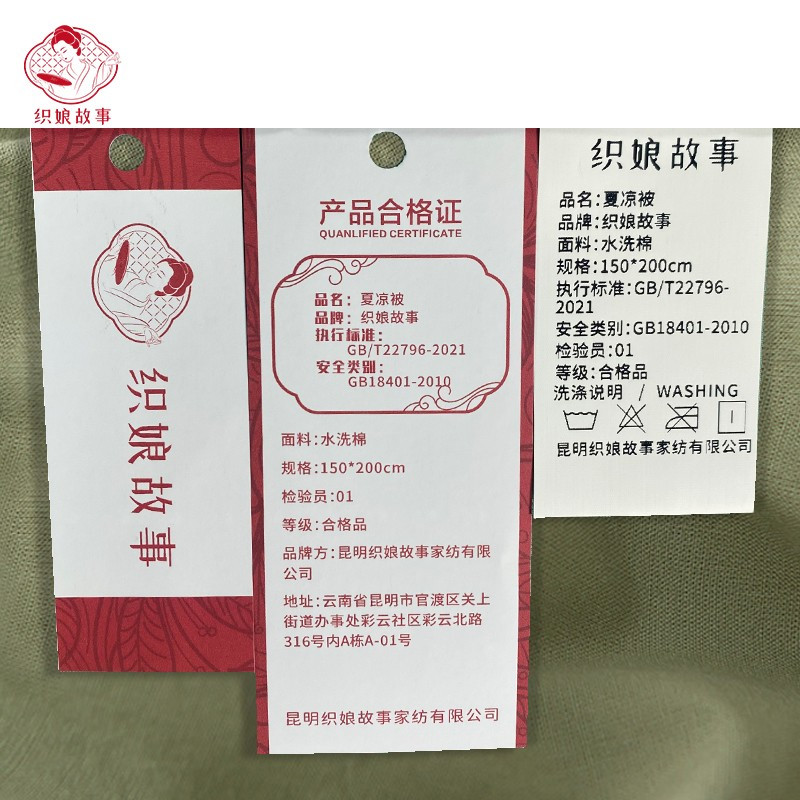 织娘故事
织娘故事
产品合格证
QUANLIFIED CERTIFICATE
品名：夏凉被
品牌：织娘故事
执行标准：
GB/T22796-2021
安全类别：
GB18401-2010
面料：水洗棉
规格：150*200cm
检验员：01
等级：合格品
品牌方：昆明织娘故事家纺有限
公司
地址：云南省昆明市官渡区关上
街道办事处彩云社区彩云北路
316号内A栋A-01号
昆明织娘故事家纺有限公司
织娘故事
品名：夏凉被
品牌：织娘故事
面料：水洗棉
规格：150*200cm
执行标准：GB/T22796-
2021
安全类别：GB18401-2010
检验员：01
等级：合格品
洗涤说明 / WASHING
昆明织娘故事家纺有限公司